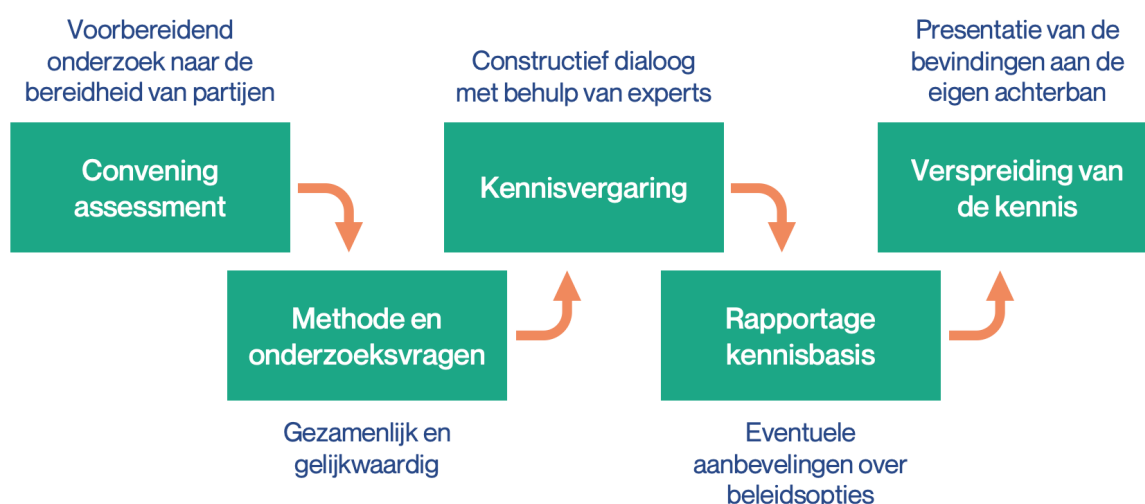 Voorbereidend
onderzoek naar de
bereidheid van partijen
Convening
assessment
Methode en
onderzoeksvragen
Gezamenlijk en
gelijkwaardig
Constructief dialoog
met behulp van experts
Kennisvergaring
Rapportage
kennisbasis
Eventuele
aanbevelingen over
beleidsopties
Presentatie van de
bevindingen aan de
eigen achterban
Verspreiding van
de kennis